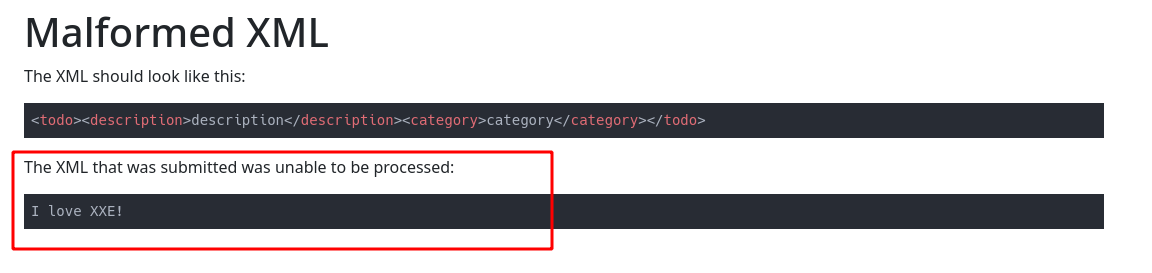 Malformed XML
The XML should look like this:
<todo><description>description</description><category>category</category></todo>
The XML that was submitted was unable to be processed:
I love XXE!